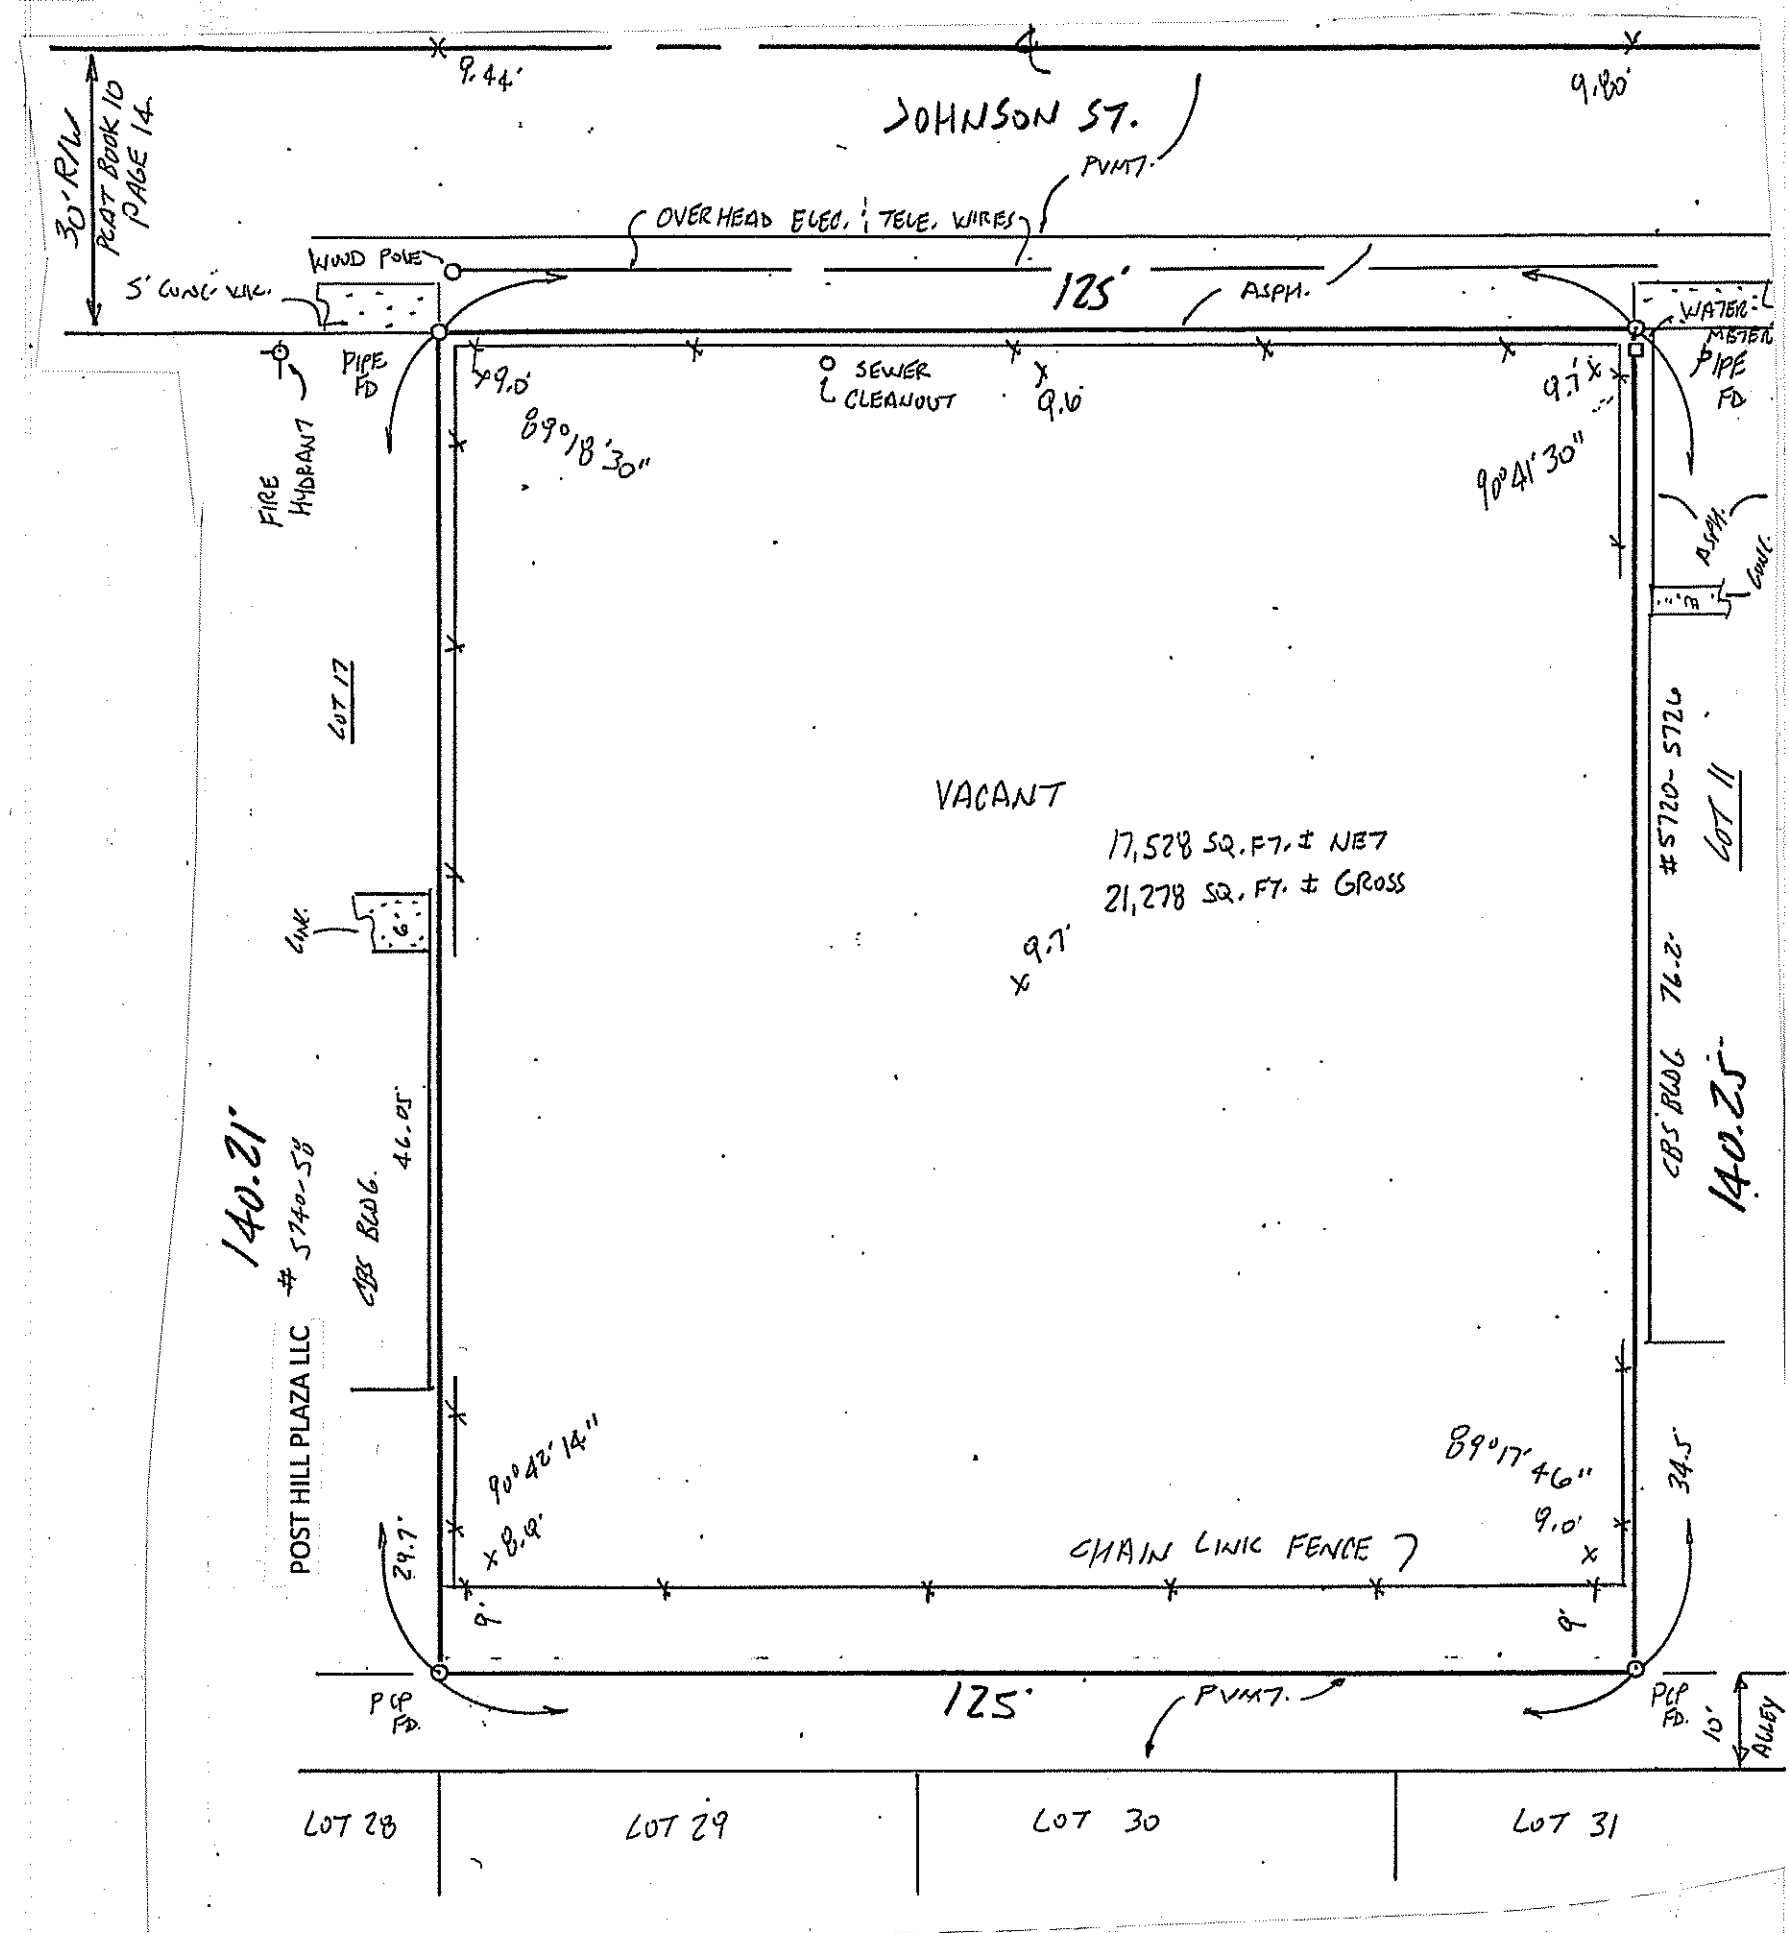 9.44'
9.80'
30' R/W
PLAT BOOK 10
PAGE 14
JOHNSON ST.
PVMT.
OVERHEAD ELEC. & TELE. WIRES
WOOD POLE
5' CONC. WK.
125'
ASPH.
WATER
METER
PIPE
FD
PIPE
FD
FIRE
HYDRANT
9.0'
SEWER
CLEANOUT
9.6'
9.7'
89°18'30"
90°41'30"
ASPH.
CONC.
LOT 17
VACANT
17,528 SQ.FT. ± NET
21,278 SQ. FT. ± GROSS
9.7'
#5720-5726
LOT 11
CONC.
6'
CBS BLDG. 76.2'
140.25'
140.21'
# 5740-58
CBS BLDG.
46.05'
POST HILL PLAZA LLC
90°42'14"
8.9'
29.7'
89°17'46"
9.0'
34.5'
CHAIN LINK FENCE
9'
9'
PCP
FD.
125'
PVMT.
PCP
FD.
10'
ALLEY
LOT 28
LOT 29
LOT 30
LOT 31